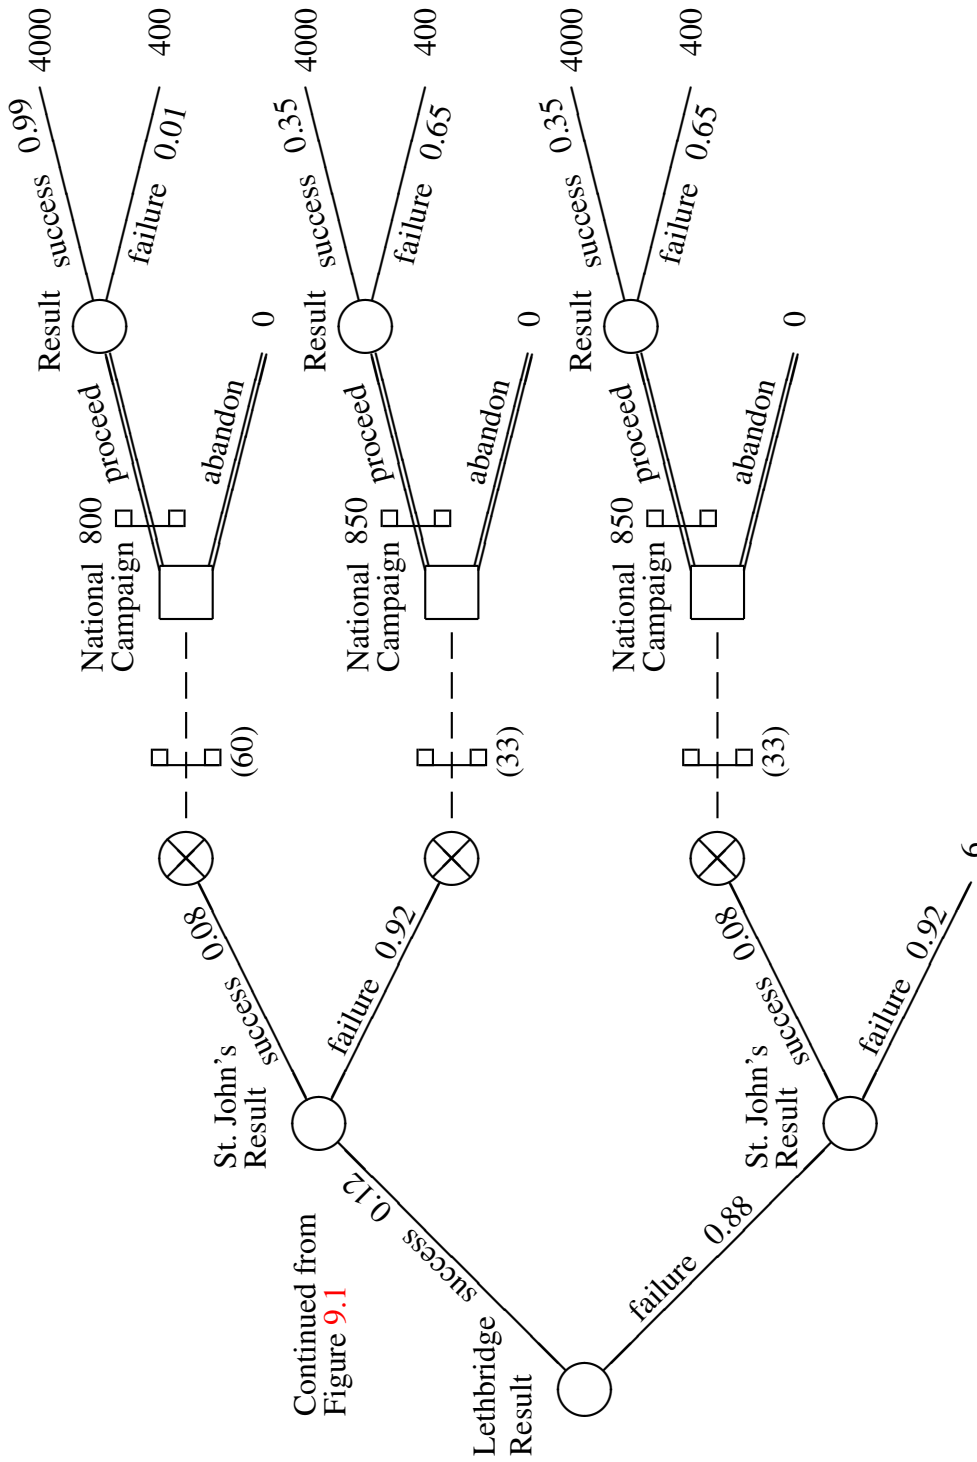 Continued from
Figure 9.1
Lethbridge
Result
success 0.12
failure 0.88
St. John's
Result
success 0.08
failure 0.92
(60)
National 800
Campaign
proceed
abandon
0
Result
success 0.99
4000
failure 0.01
400
(33)
National 850
Campaign
proceed
abandon
0
Result
success 0.35
4000
failure 0.65
400
St. John's
Result
success 0.08
failure 0.92
(33)
National 850
Campaign
proceed
abandon
0
Result
success 0.35
4000
failure 0.65
400